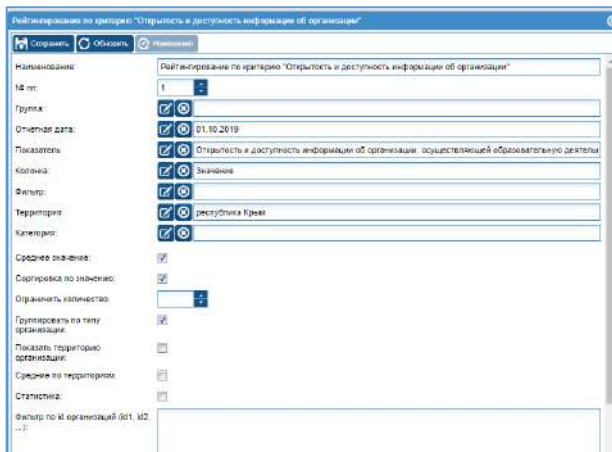 Рейтингирование по критерию "Открытость и доступность информации об организации"
Сохранить Обновить Изменения
Наименование: Рейтингирование по критерию "Открытость и доступность информации об организации"
№ пп: 1
Группа:
Отчетная дата: 01.10.2019
Показатель: Открытость и доступность информации об организации, осуществляющей образовательную деятельн
Колонка: Значение
Фильтр:
Территория: республика Крым
Категория:
Среднее значение:
Сортировка по значению:
Ограничить количество:
Группировать по типу
организации:
Показать территорию
организации:
Средние по территориям:
Статистика:
Фильтр по id организаций (id1, id2,
...):